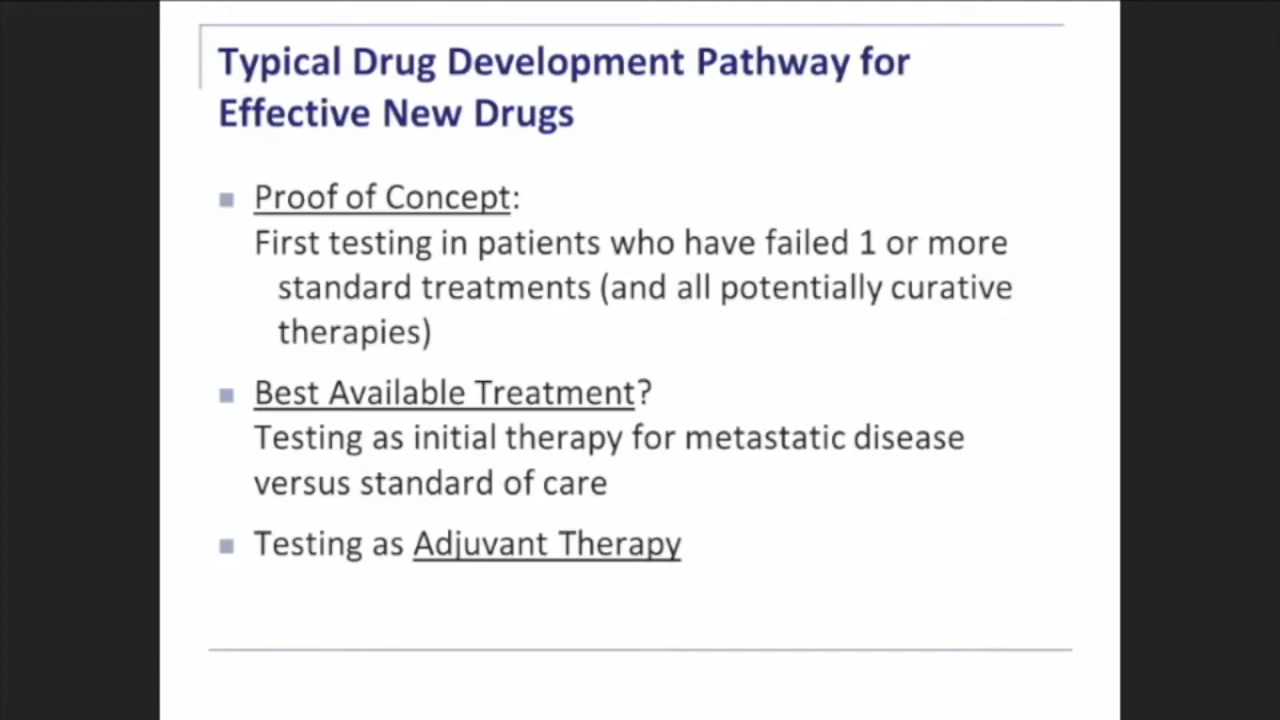 Typical Drug Development Pathway for
Effective New Drugs
Proof of Concept:
First testing in patients who have failed 1 or more
standard treatments (and all potentially curative
therapies)
Best Available Treatment?
Testing as initial therapy for metastatic disease
versus standard of care
Testing as Adjuvant Therapy